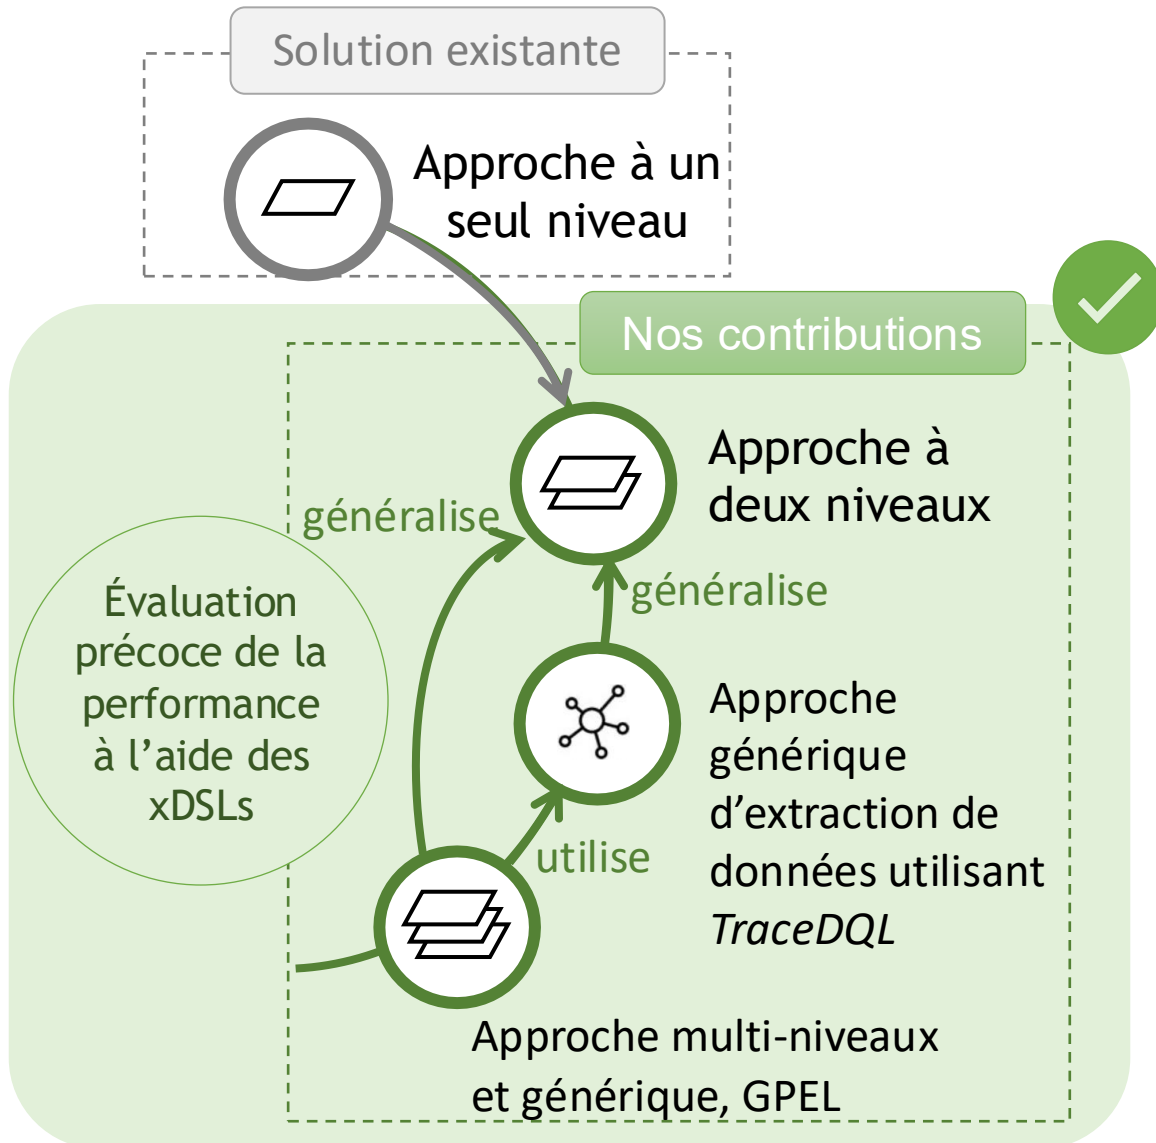 Solution existante
Approche à un
seul niveau
Nos contributions
Approche à
deux niveaux
généralise
généralise
Évaluation
précoce de la
performance
à l’aide des
xDSLs
Approche
générique
d’extraction de
données utilisant
TraceDQL
utilise
Approche multi-niveaux
et générique, GPEL